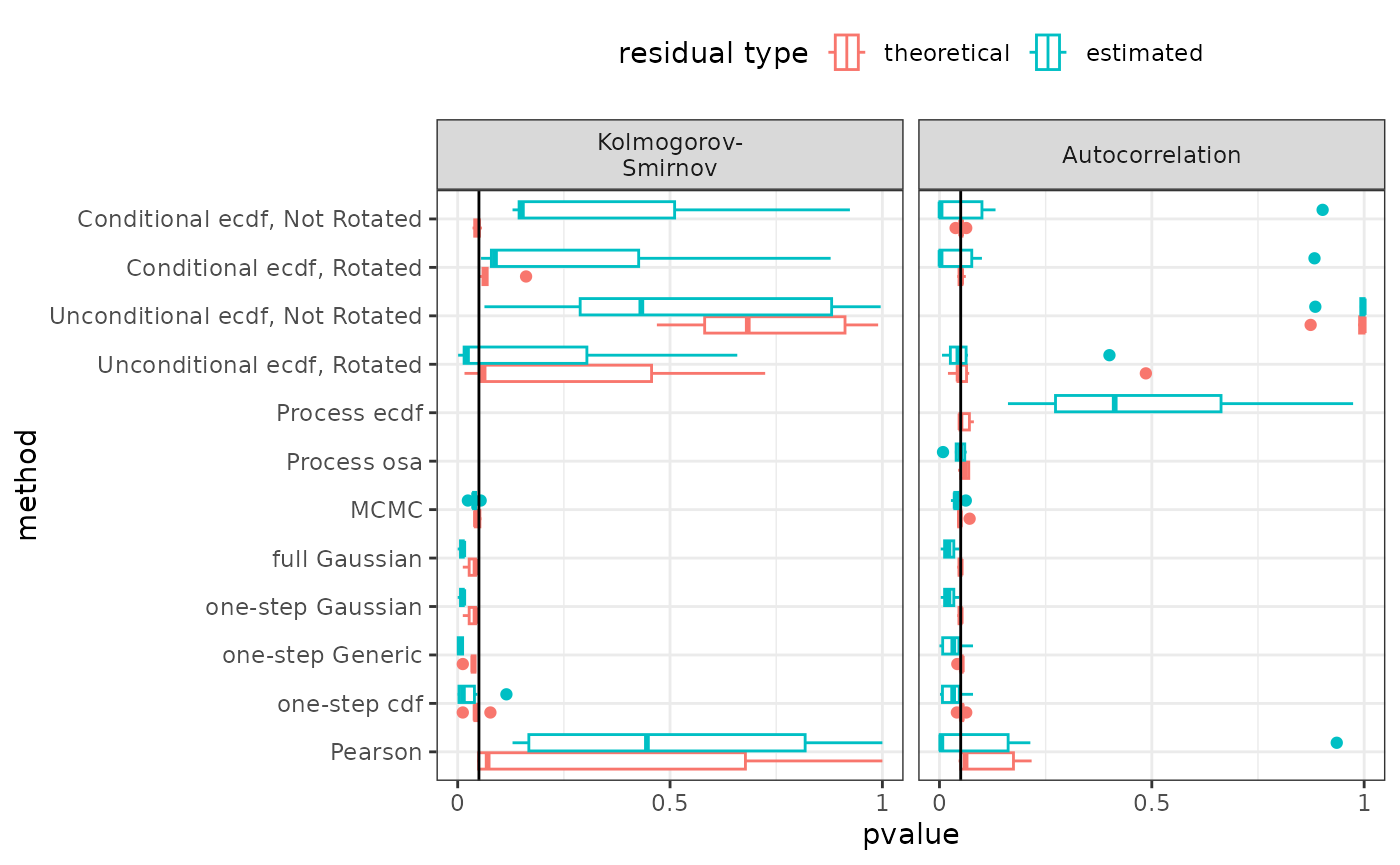 residual type theoretical estimated
Kolmogorov-
Smirnov
Autocorrelation
Conditional ecdf, Not Rotated
Conditional ecdf, Rotated
Unconditional ecdf, Not Rotated
Unconditional ecdf, Rotated
Process ecdf
Process osa
MCMC
full Gaussian
one-step Gaussian
one-step Generic
one-step cdf
Pearson
method
0 0.5 1 0 0.5 1
pvalue